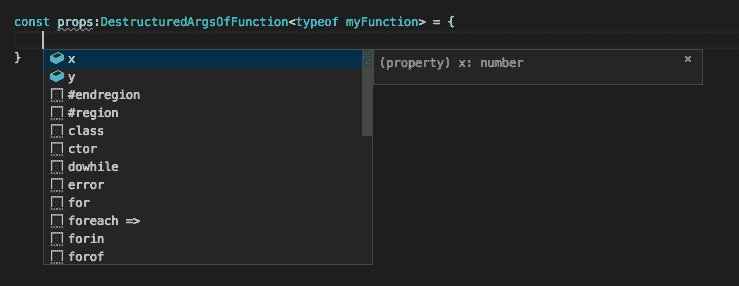 const props:DestructuredArgsOfFunction<typeof myFunction> = {
}
x
(property) x: number
×
y
#endregion
#region
class
ctor
dowhile
error
for
foreach =>
forin
forof